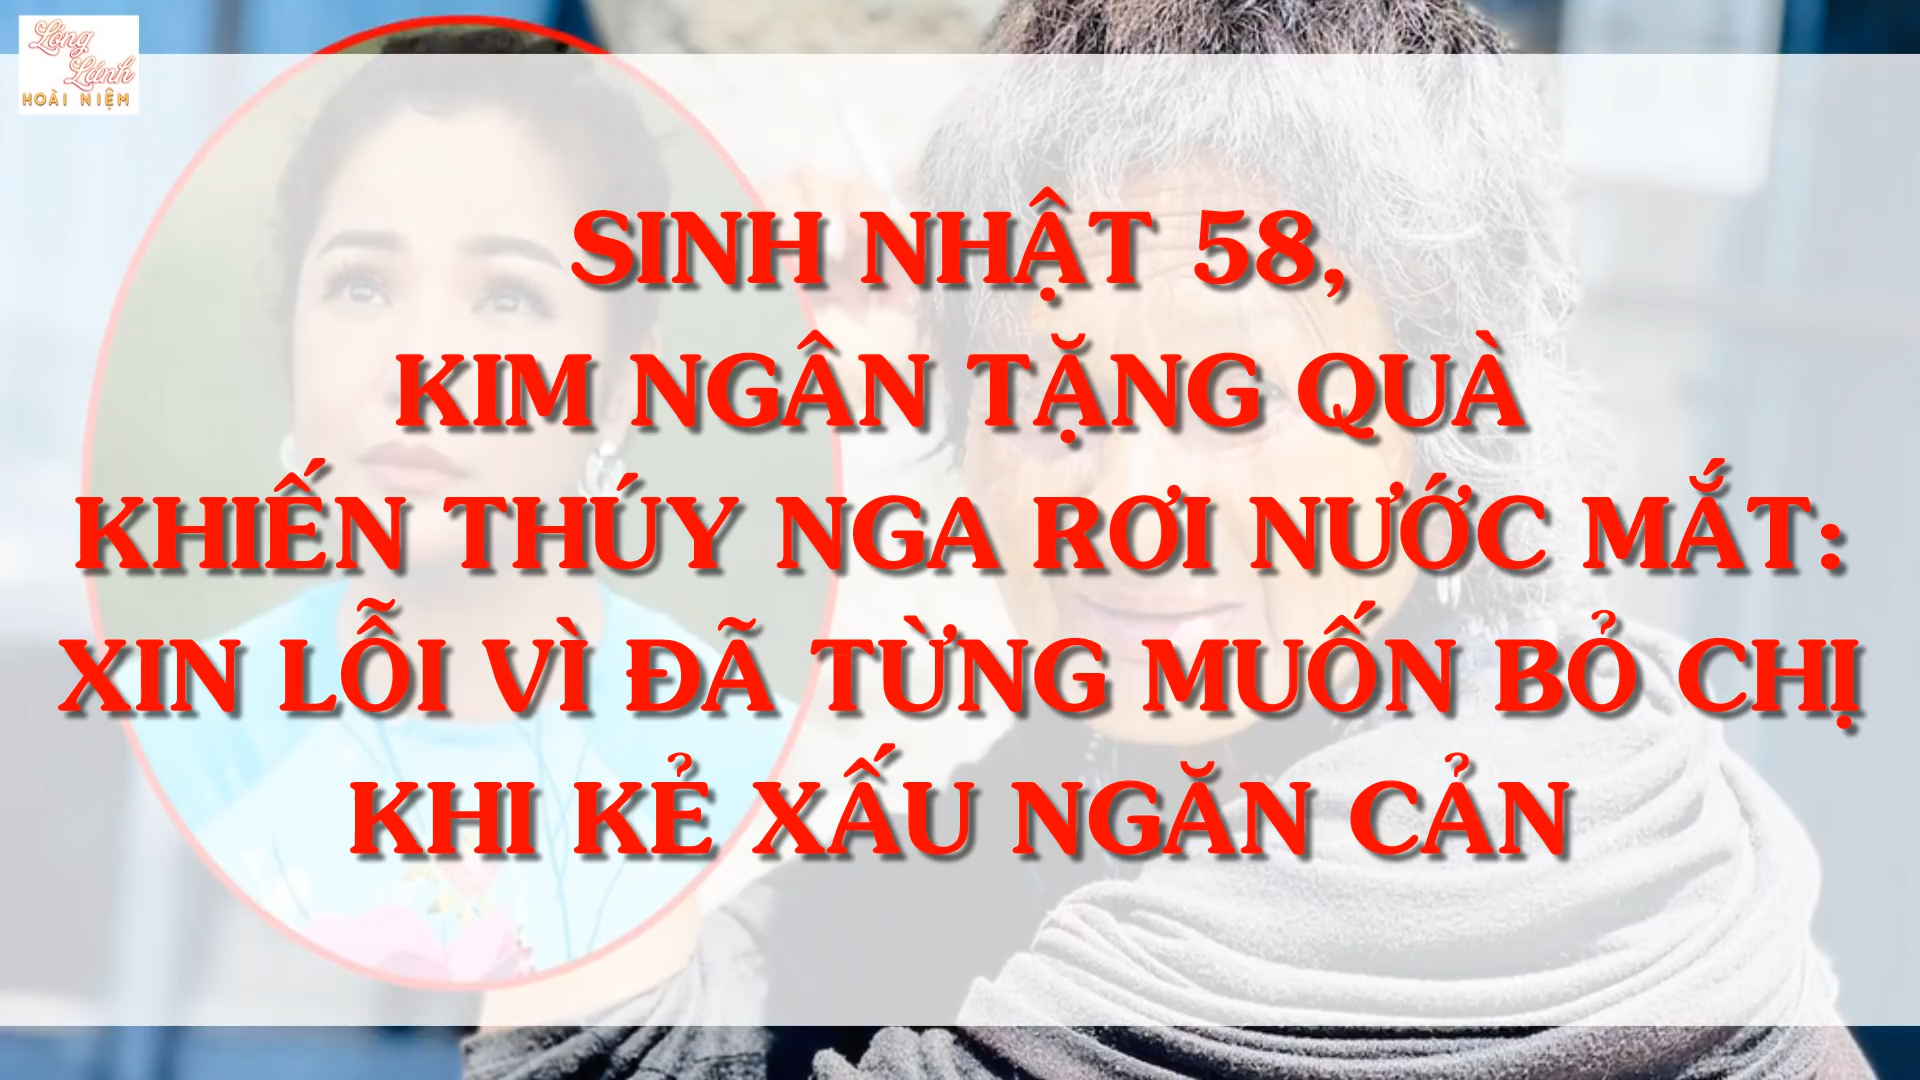 Lóng
Lánh
HOÀI NIỆM
SINH NHẬT 58,
KIM NGÂN TẶNG QUÀ
KHIẾN THÚY NGA RƠI NƯỚC MẮT:
XIN LỖI VÌ ĐÃ TỪNG MUỐN BỎ CHỊ
KHI KẺ XẤU NGĂN CẢN